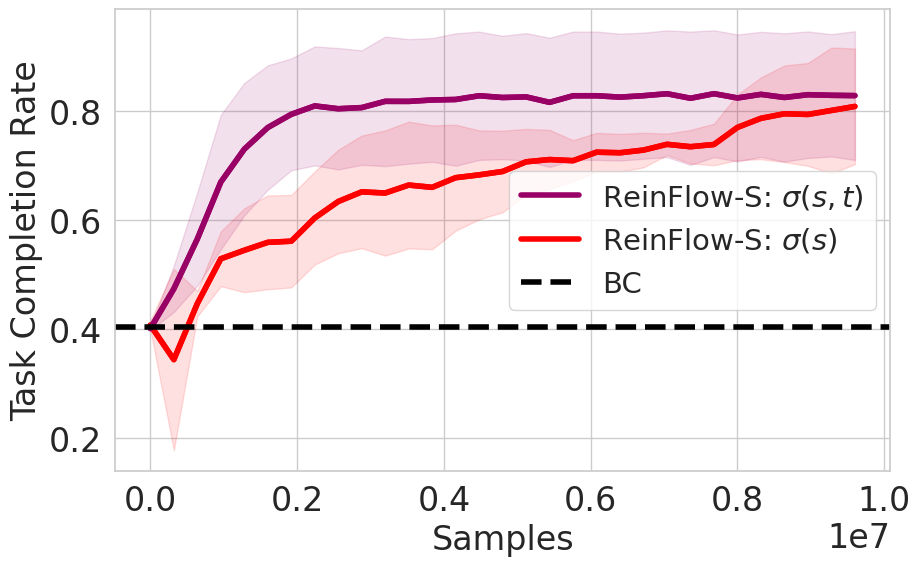 Task Completion Rate
0.8
0.6
0.4
0.2
ReinFlow-S: σ(s, t)
ReinFlow-S: σ(s)
BC
0.0 0.2 0.4 0.6 0.8 1.0
Samples
1e7